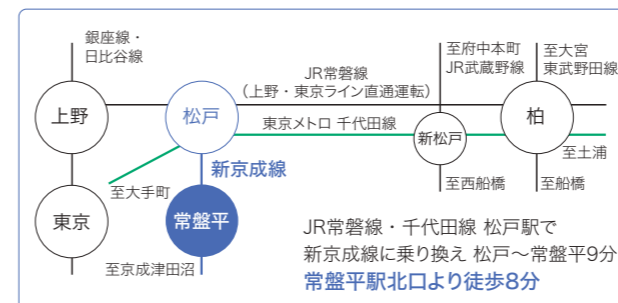 銀座線・
日比谷線
JR常磐線
（上野・東京ライン直通運転）
至府中本町
JR武蔵野線
至大宮
東武野田線
上野
松戸
東京メトロ 千代田線
新松戸
柏
新京成線
至土浦
至大手町
至西船橋
至船橋
東京
常盤平
至京成津田沼
JR常磐線・千代田線 松戸駅で
新京成線に乗り換え 松戸〜常盤平9分
常盤平駅北口より徒歩8分